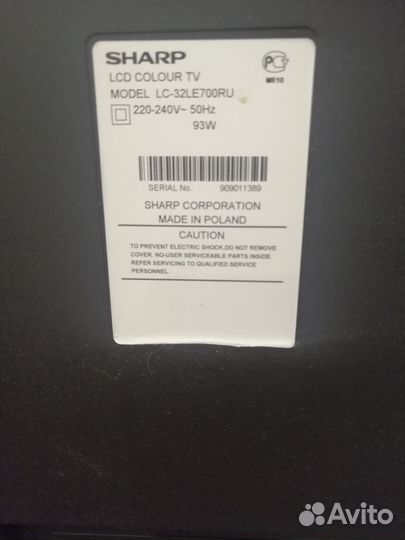 SHARP
LCD COLOUR TV
MODEL LC-32LE700RU
220-240V~ 50Hz
93W
PC
ME10
SERIAL No. 909011389
SHARP CORPORATION
MADE IN POLAND
CAUTION
TO PREVENT ELECTRIC SHOCK,DO NOT REMOVE
COVER. NO-USER SERVICEABLE PARTS INSIDE.
REFER SERVICING TO QUALIFIED SERVICE
PERSONNEL.
Avito